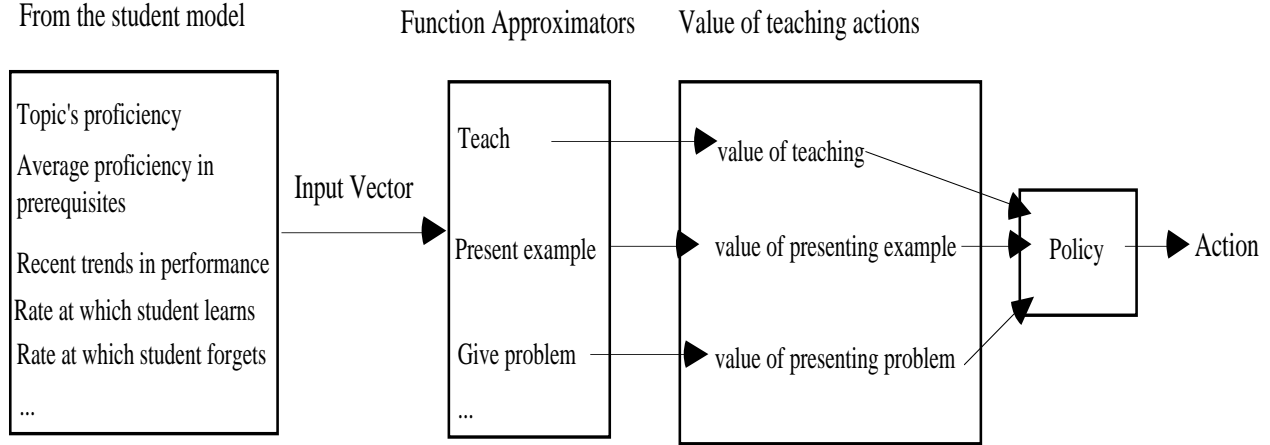 From the student model
Function Approximators
Value of teaching actions
Topic's proficiency
Average proficiency in
prerequisites
Recent trends in performance
Rate at which student learns
Rate at which student forgets
...
Input Vector
Teach
Present example
Give problem
...
value of teaching
value of presenting example
value of presenting problem
Policy
Action